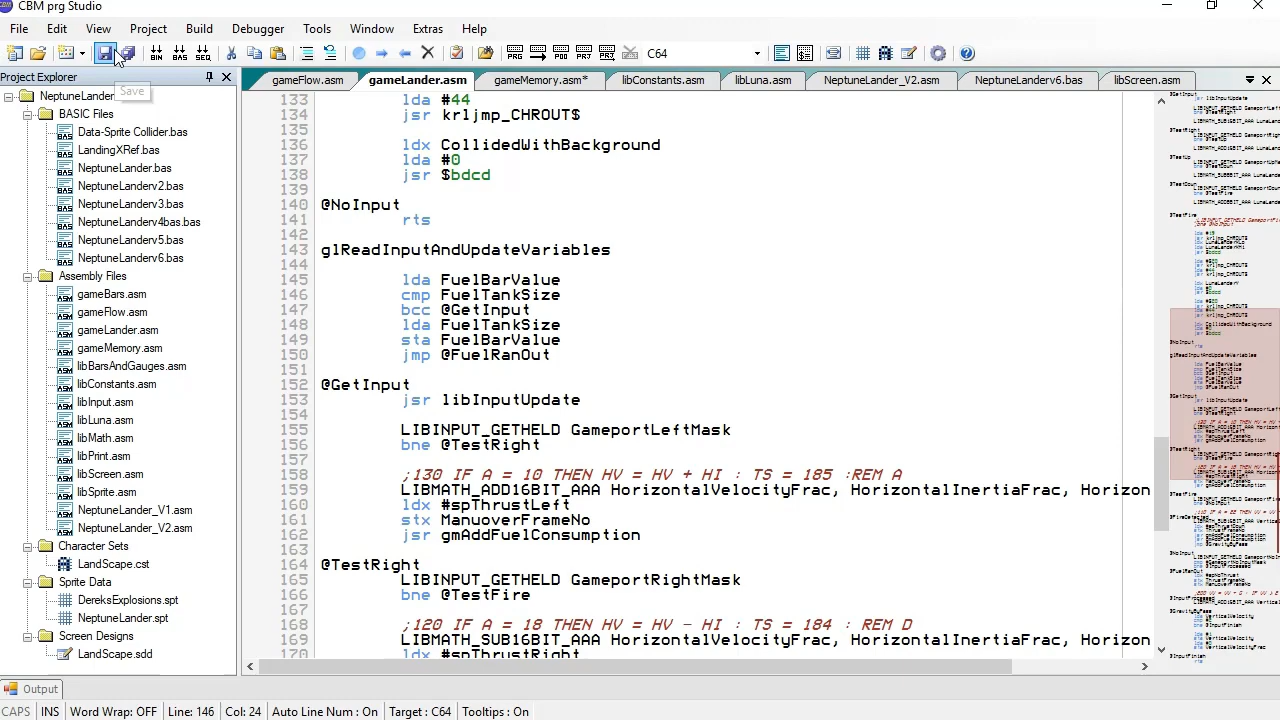 CBM prg Studio
File Edit View Project Build Debugger Tools Window Extras Help
C64
Project Explorer
Save
gameFlow.asm gameLander.asm gameMemory.asm* libConstants.asm libLuna.asm NeptuneLander_V2.asm NeptuneLanderv6.bas libScreen.asm
NeptuneLander
BASIC Files
Data-Sprite Collider.bas
LandingXRef.bas
NeptuneLander.bas
NeptuneLanderv2.bas
NeptuneLanderv3.bas
NeptuneLanderv4bas.bas
NeptuneLanderv5.bas
NeptuneLanderv6.bas
Assembly Files
gameBars.asm
gameFlow.asm
gameLander.asm
gameMemory.asm
libBarsAndGauges.asm
libConstants.asm
libInput.asm
libLuna.asm
libMath.asm
libPrint.asm
libScreen.asm
libSprite.asm
NeptuneLander_V1.asm
NeptuneLander_V2.asm
Character Sets
LandScape.cst
Sprite Data
DereksExplosions.spt
NeptuneLander.spt
Screen Designs
LandScape.sdd
133 lda #44
134 jsr krljmp_CHROUT$
135
136 ldx CollidedWithBackground
137 lda #0
138 jsr $bdcd
139
140 @NoInput
141 rts
142
143 glReadInputAndUpdateVariables
144
145 lda FuelBarValue
146 cmp FuelTankSize
147 bcc @GetInput
148 lda FuelTankSize
149 sta FuelBarValue
150 jmp @FuelRanOut
151
152 @GetInput
153 jsr libInputUpdate
154
155 LIBINPUT_GETHELD GameportLeftMask
156 bne @TestRight
157
158 ;130 IF A = 10 THEN HV = HV + HI : TS = 185 :REM A
159 LIBMATH_ADD16BIT_AAA HorizontalVelocityFrac, HorizontalInertiaFrac, Horizon
160 ldx #spThrustLeft
161 stx ManuoverFrameNo
162 jsr gmAddFuelConsumption
163
164 @TestRight
165 LIBINPUT_GETHELD GameportRightMask
166 bne @TestFire
167
168 ;120 IF A = 18 THEN HV = HV - HI : TS = 184 : REM D
169 LIBMATH_SUB16BIT_AAA HorizontalVelocityFrac, HorizontalInertiaFrac, Horizon
170 ldx #spThrustRight
Output
CAPS INS Word Wrap: OFF Line: 146 Col: 24 Auto Line Num : On Target : C64 Tooltips : On